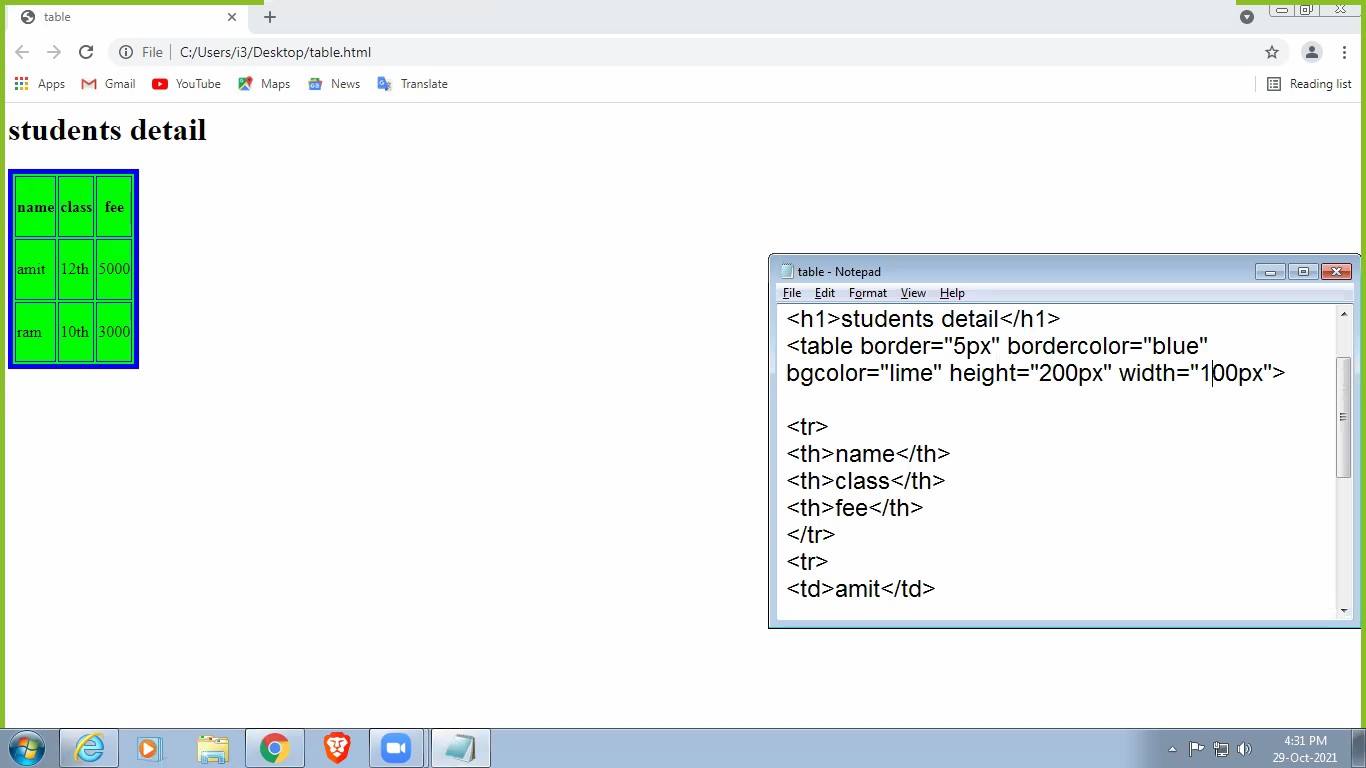 table
File C:/Users/i3/Desktop/table.html
Apps Gmail YouTube Maps News Translate Reading list
students detail
name class fee
amit 12th 5000
ram 10th 3000
table - Notepad
File Edit Format View Help
<h1>students detail</h1>
<table border="5px" bordercolor="blue"
bgcolor="lime" height="200px" width="100px">
<tr>
<th>name</th>
<th>class</th>
<th>fee</th>
</tr>
<tr>
<td>amit</td>
4:31 PM
29-Oct-2021